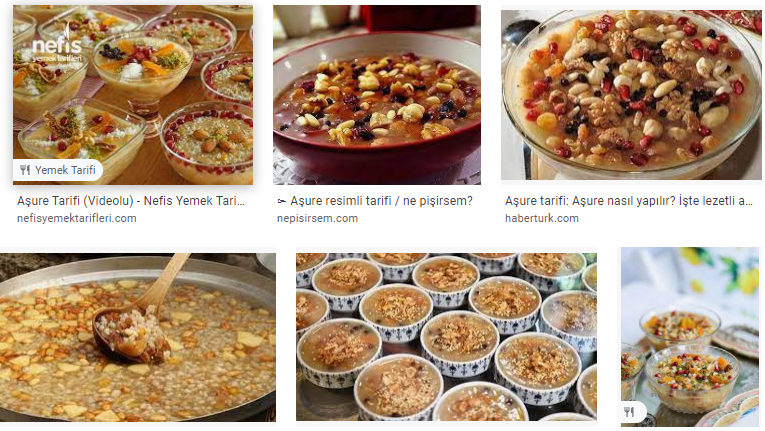 nefis
yemek tarifleri
Yemek Tarifi
Aşure Tarifi (Videolu) - Nefis Yemek Tari...
nefisyemektarifleri.com
➣ Aşure resimli tarifi / ne pişirsem?
nepisirsem.com
Aşure tarifi: Aşure nasıl yapılır? İşte lezetli a...
haberturk.com